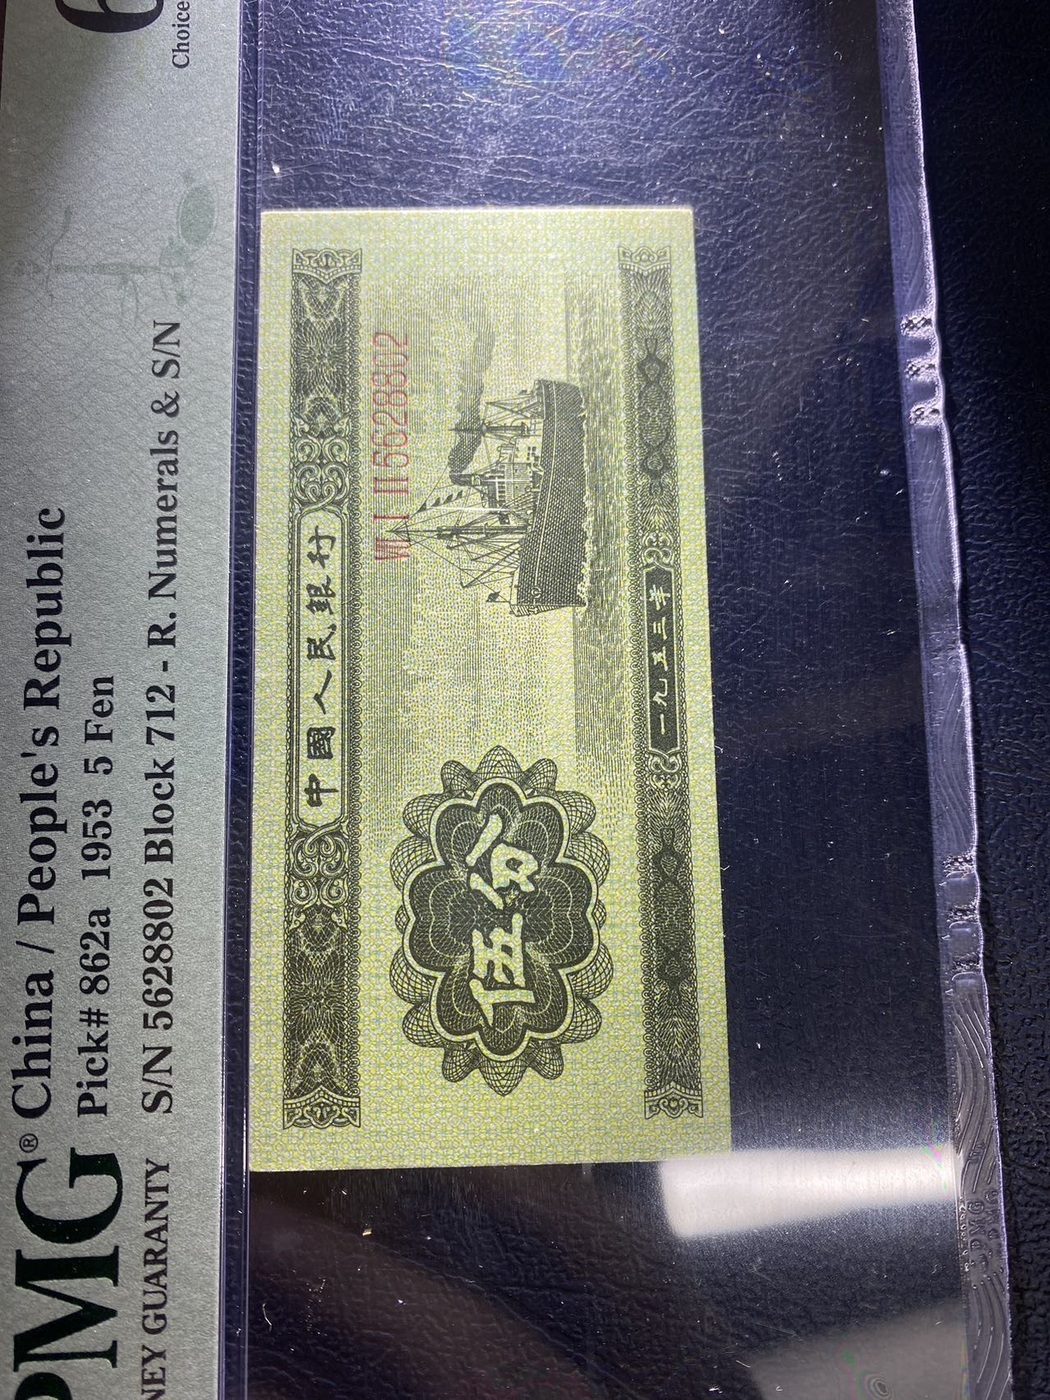 PMG® China / People's Republic
Pick# 862a 1953 5 Fen
NEY GUARANTY S/N 5628802 Block 712 - R. Numerals & S/N
Choice
中國人民銀行
VII I II 5628802
伍分
一九五三年